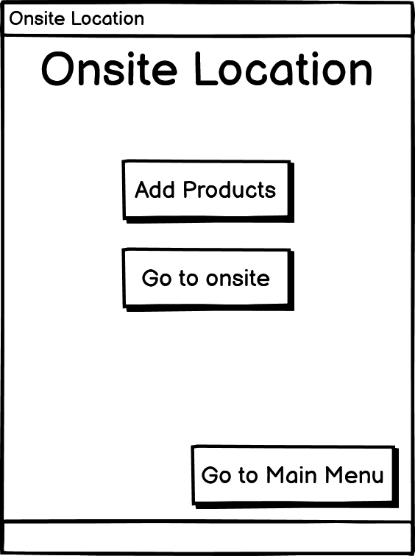 Onsite Location
Onsite Location
Add Products
Go to onsite
Go to Main Menu